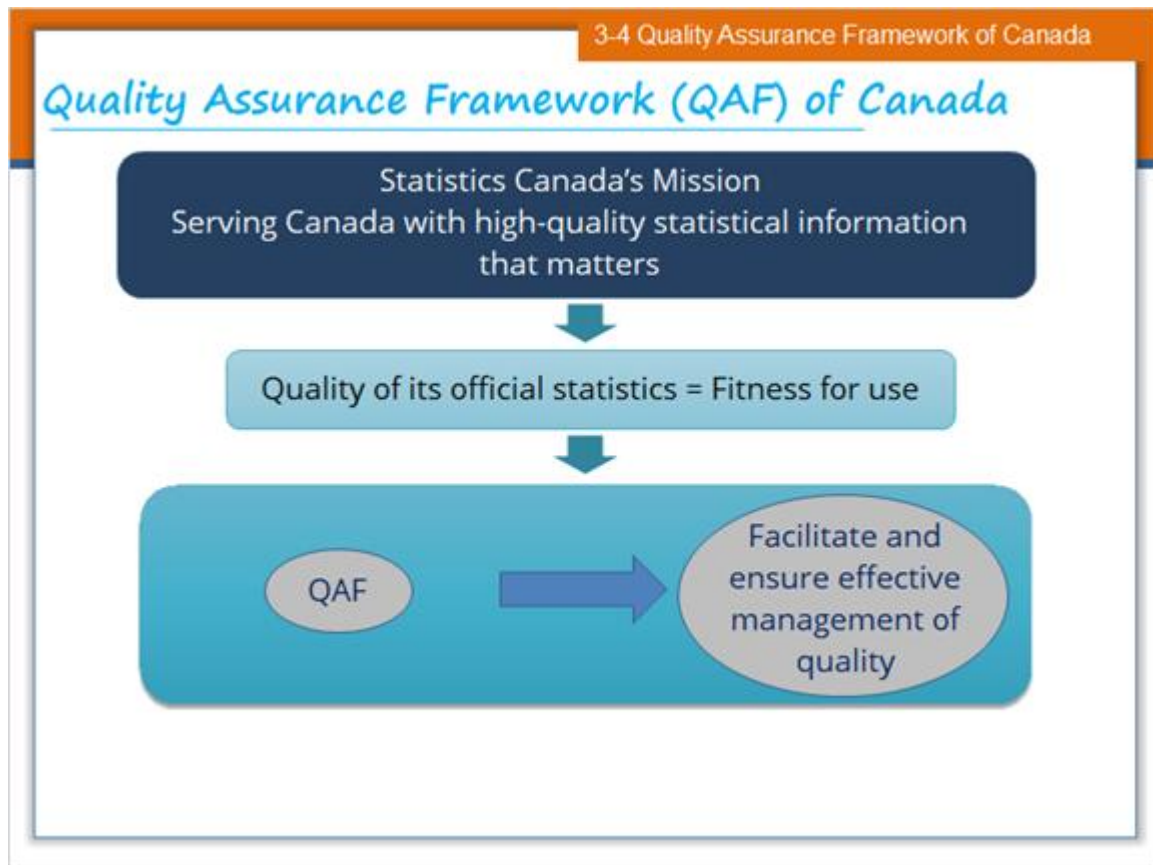 3-4 Quality Assurance Framework of Canada
Quality Assurance Framework (QAF) of Canada
Statistics Canada's Mission
Serving Canada with high-quality statistical information
that matters
Quality of its official statistics = Fitness for use
QAF
Facilitate and
ensure effective
management of
quality